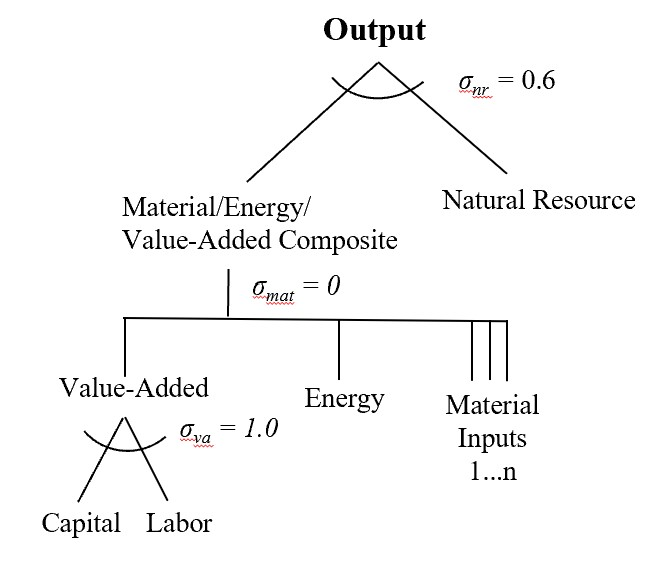 Output
σnr = 0.6
Material/Energy/
Value-Added Composite
Natural Resource
σmat = 0
Value-Added
Energy
Material
Inputs
1...n
σva = 1.0
Capital Labor